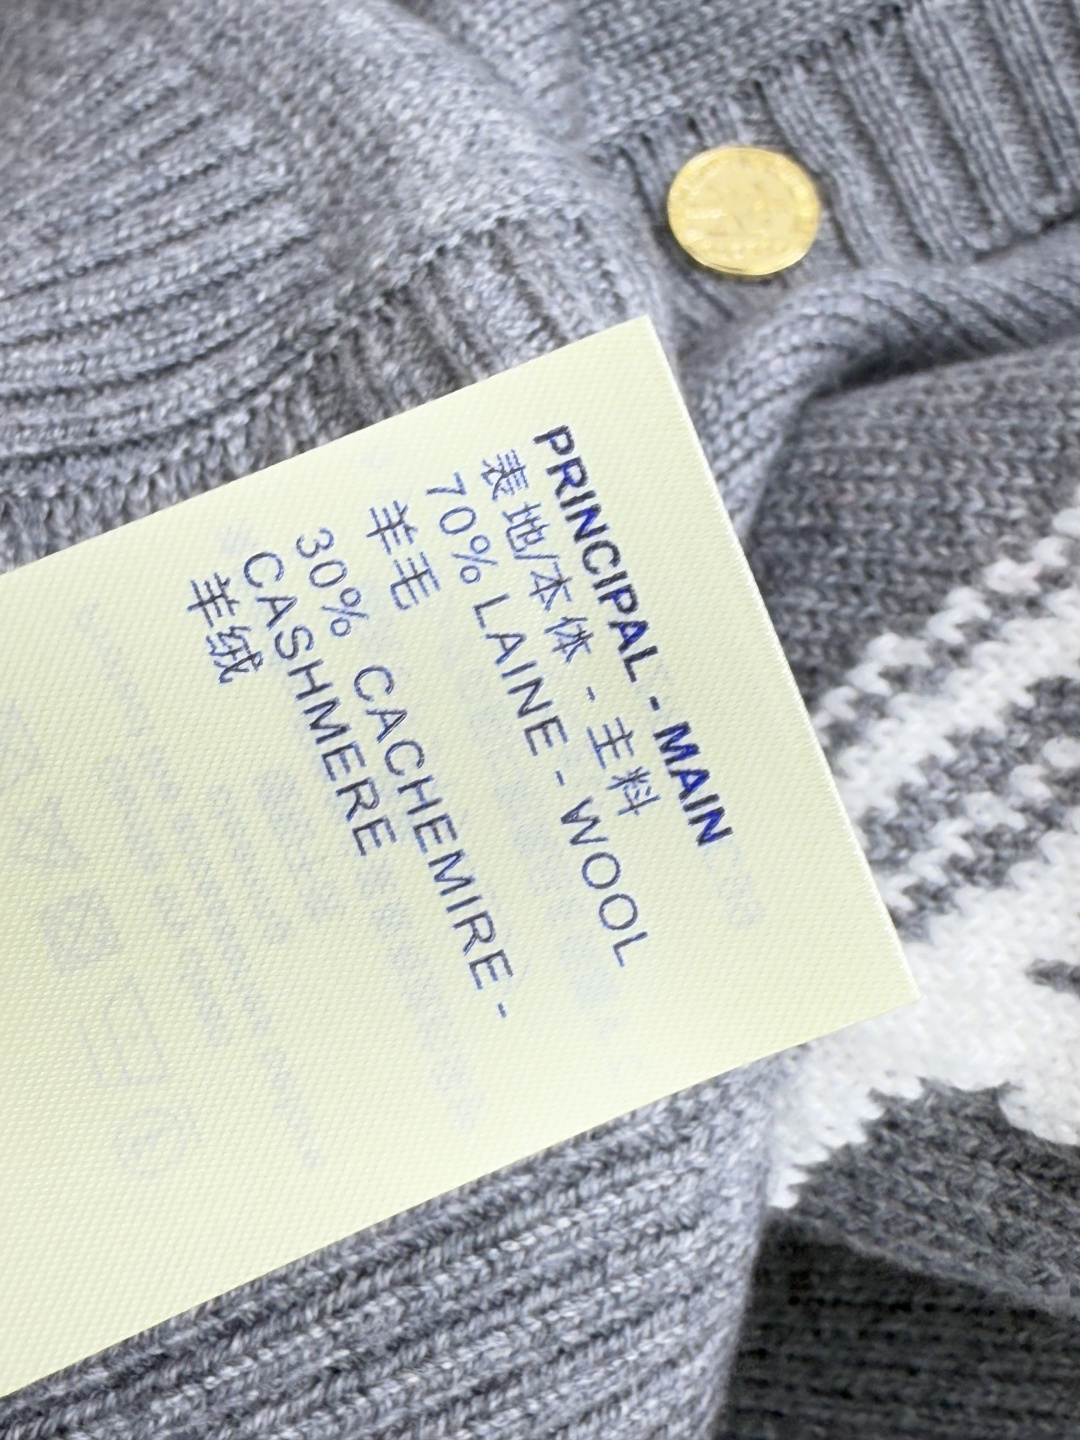 PRINCIPAL - MAIN
表地/本体 - 主料
70% LAINE - WOOL
羊毛
30% CACHEMIRE -
CASHMERE
羊绒